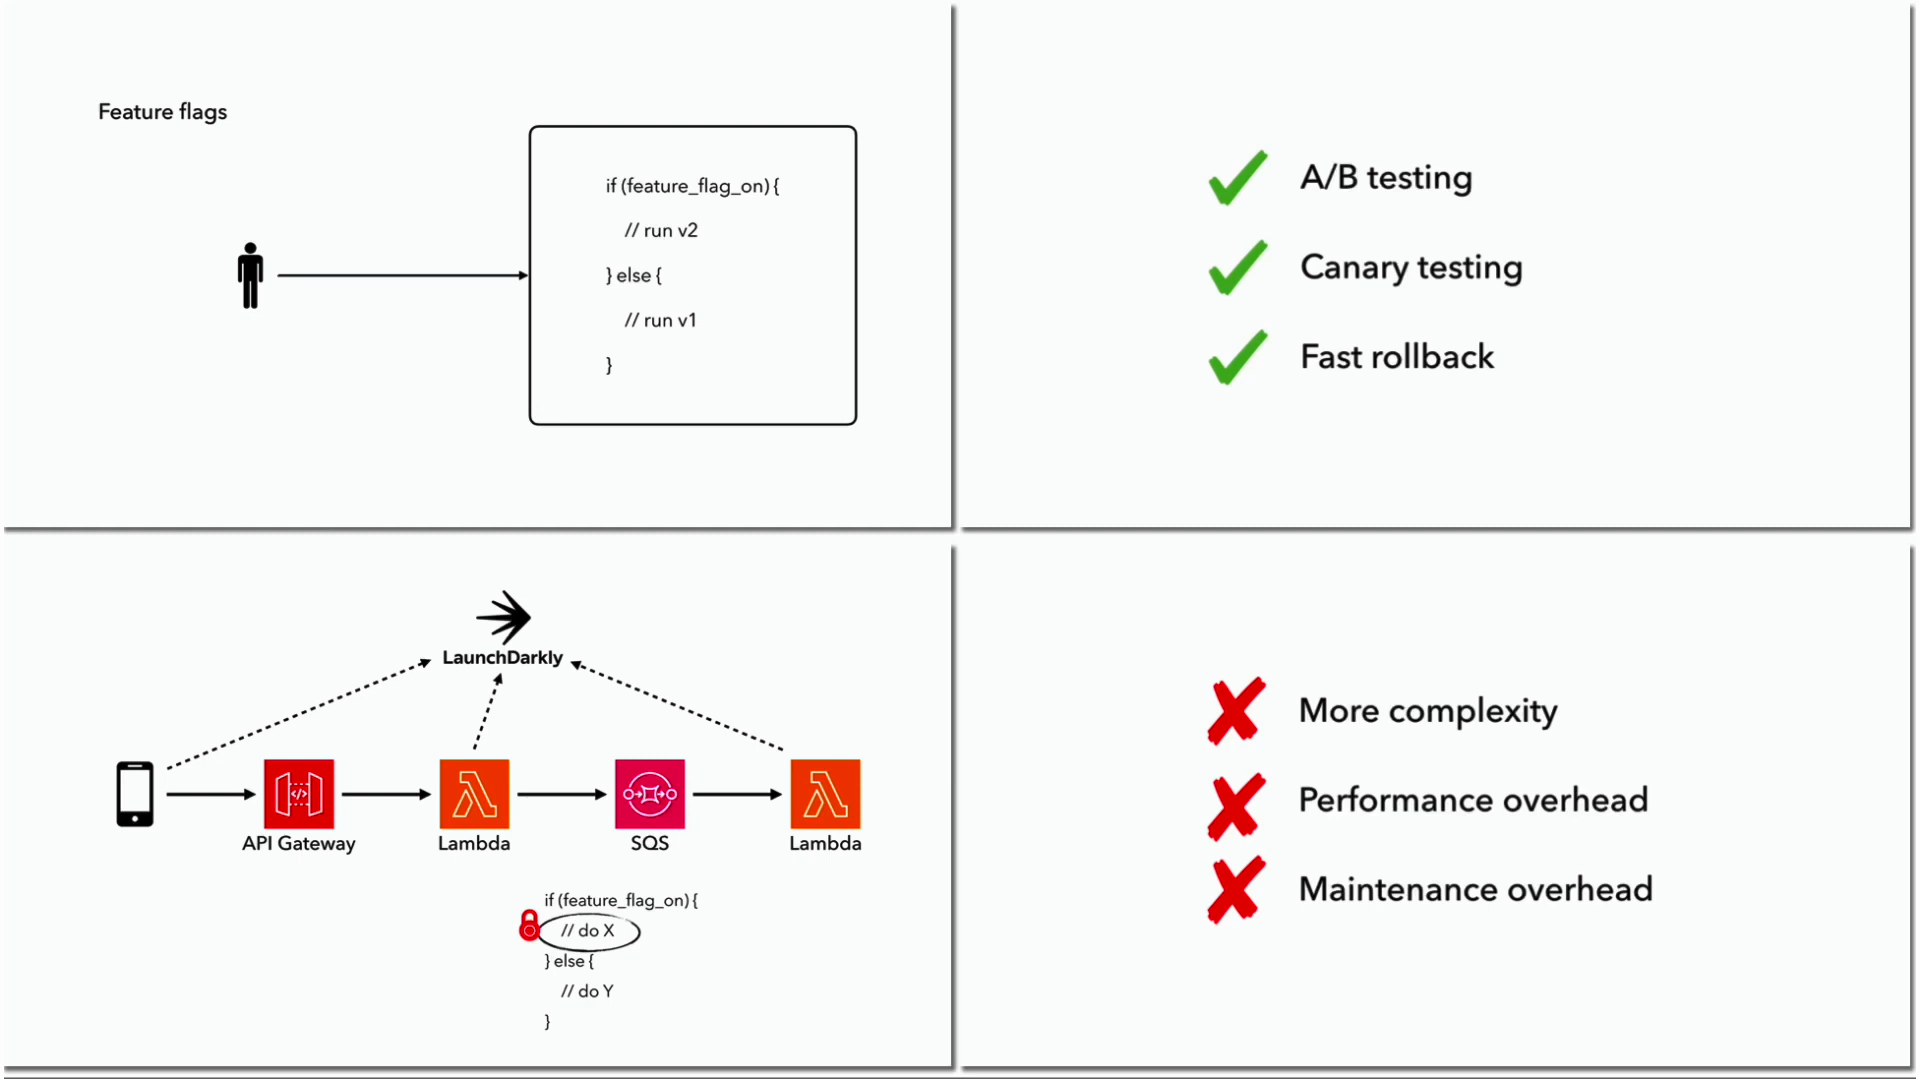 Feature flags
if (feature_flag_on) {
// run v2
} else {
// run v1
}
A/B testing
Canary testing
Fast rollback
LaunchDarkly
API Gateway
Lambda
SQS
Lambda
if (feature_flag_on) {
// do X
} else {
// do Y
}
More complexity
Performance overhead
Maintenance overhead